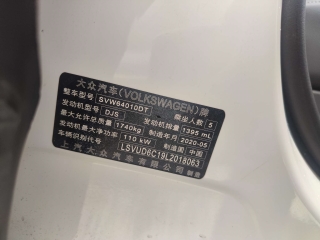 大众汽车(VOLKSWAGEN)牌
整车型号 SVW64010DT 乘坐人数 5
发动机型号 DJS 发动机排量 1395 mL
最大允许总质量 1740kg 制造年月 2020-05
发动机最大净功率 110 kW 制造国 中国
车辆识别代号 LSVUD6C19L2018063
上汽大众汽车有限公司 制造